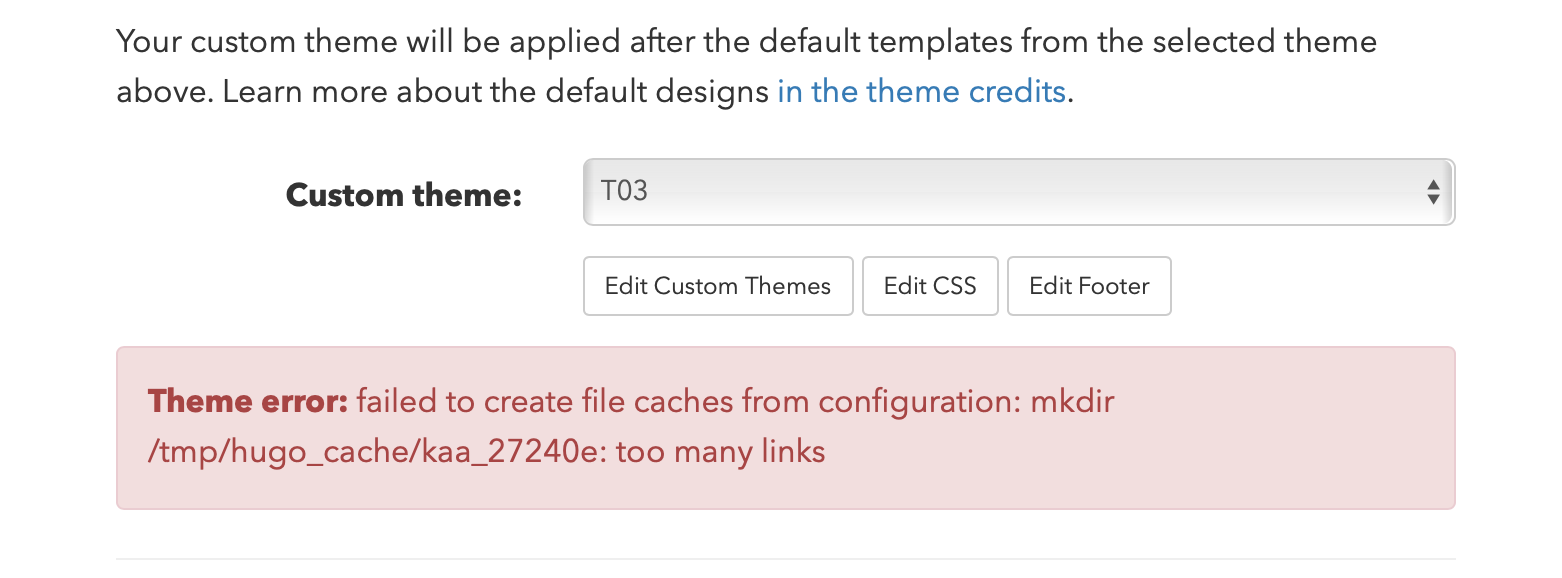 Your custom theme will be applied after the default templates from the selected theme
above. Learn more about the default designs in the theme credits.
Custom theme:
T03
Edit Custom Themes
Edit CSS
Edit Footer
Theme error: failed to create file caches from configuration: mkdir
/tmp/hugo_cache/kaa_27240e: too many links